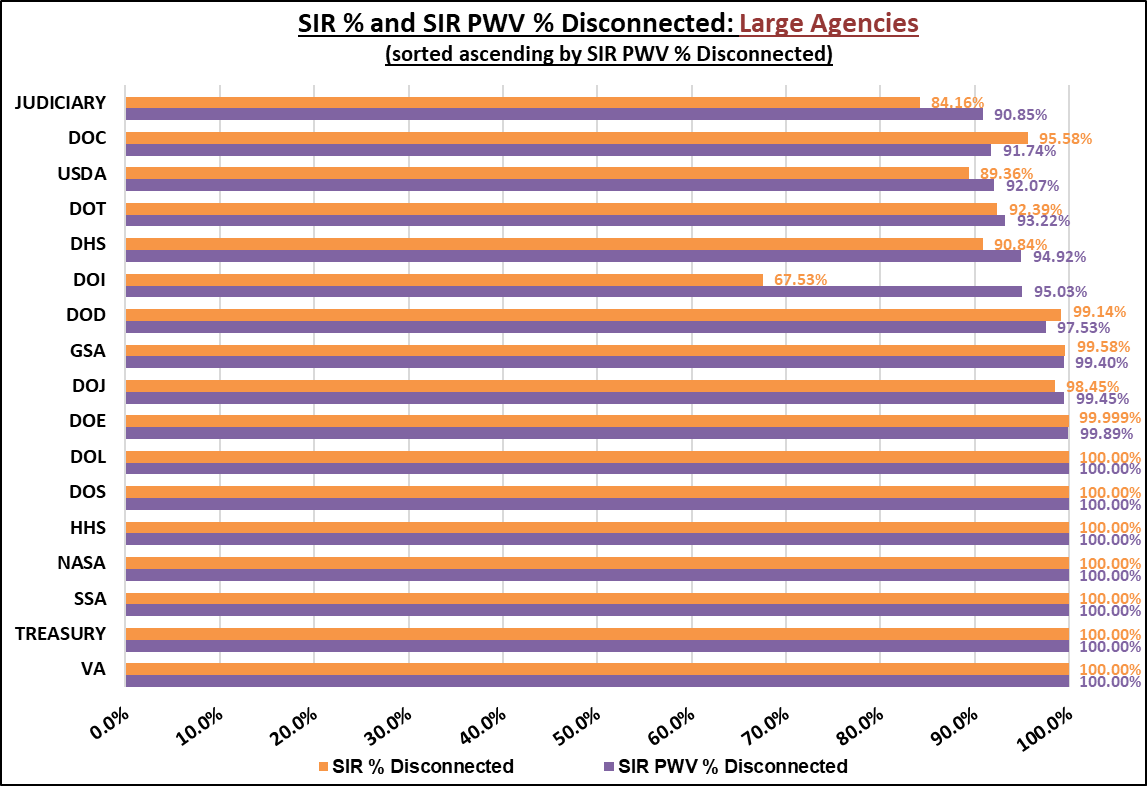 SIR % and SIR PWV % Disconnected: Large Agencies
(sorted ascending by SIR PWV % Disconnected)
JUDICIARY
84.16%
90.85%
DOC
95.58%
91.74%
USDA
89.36%
92.07%
DOT
92.39%
93.22%
DHS
90.84%
94.92%
DOI
67.53%
95.03%
DOD
99.14%
97.53%
GSA
99.58%
99.40%
DOJ
98.45%
99.45%
DOE
99.999%
99.89%
DOL
100.00%
100.00%
DOS
100.00%
100.00%
HHS
100.00%
100.00%
NASA
100.00%
100.00%
SSA
100.00%
100.00%
TREASURY
100.00%
100.00%
VA
100.00%
100.00%
0.0% 10.0% 20.0% 30.0% 40.0% 50.0% 60.0% 70.0% 80.0% 90.0% 100.0%
SIR % Disconnected SIR PWV % Disconnected